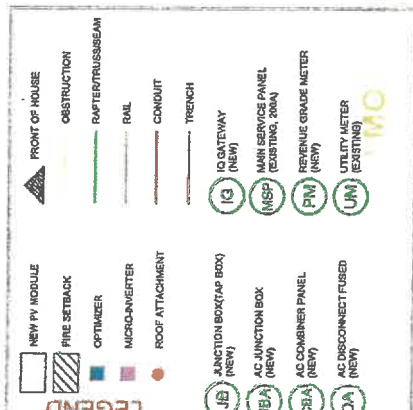 LEGEND
NEW PV MODULE
FIRE SETBACK
OPTIMIZER
MICRO-INVERTER
ROOF ATTACHMENT
JB
JUNCTION BOX(TAP BOX)
(NEW)
AC JUNCTION BOX
(NEW)
AC COMBINER PANEL
(NEW)
AC DISCONNECT FUSED
(NEW)
FRONT OF HOUSE
OBSTRUCTION
RAFTER/TRUSS/SEAM
RAIL
CONDUIT
TRENCH
IQ
IQ GATEWAY
(NEW)
MSP
MAIN SERVICE PANEL
(EXISTING, 200A)
PM
REVENUE GRADE METER
(NEW)
UM
UTILITY METER
(EXISTING)